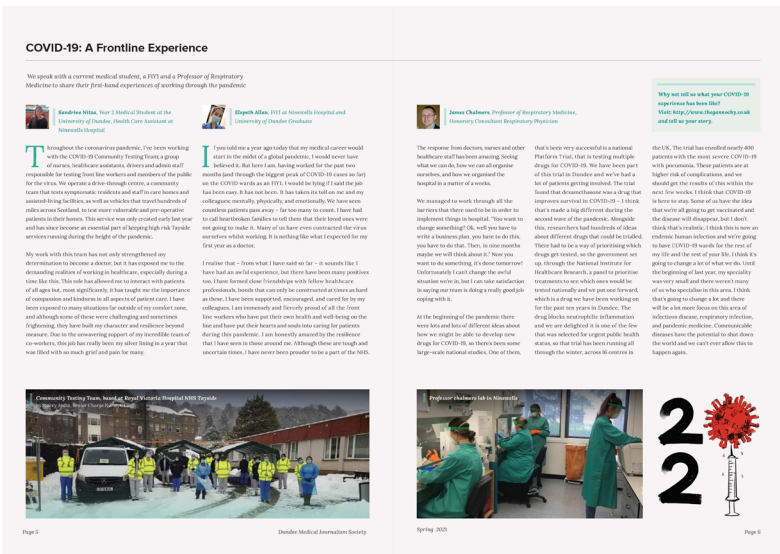 COVID-19: A Frontline Experience
We speak with a current medical student, a FiY1 and a Professor of Respiratory
Medicine to share their first-hand experiences of working through the pandemic
Sandrine Nitza, Year 2 Medical Student at the
University of Dundee, Health Care Assistant at
Ninewells Hospital
Throughout the coronavirus pandemic, I've been working
with the COVID-19 Community Testing Team; a group
of nurses, healthcare assistants, drivers and admin staff
responsible for testing front line workers and members of the public
for the virus. We operate a drive-through centre, a community
team that tests symptomatic residents and staff in care homes and
assisted-living facilities, as well as vehicles that travel hundreds of
miles across Scotland, to test more vulnerable and pre-operative
patients in their homes. This service was only created early last year
and has since become an essential part of keeping high risk Tayside
services running during the height of the pandemic.
My work with this team has not only strengthened my
determination to become a doctor, but it has exposed me to the
demanding realities of working in healthcare, especially during a
time like this. This role has allowed me to interact with patients
of all ages but, most significantly, it has taught me the importance
of compassion and kindness in all aspects of patient care. I have
been exposed to many situations far outside of my comfort zone,
and although some of these were challenging and sometimes
frightening, they have built my character and resilience beyond
measure. Due to the unwavering support of my incredible team of
co-workers, this job has really been my silver lining in a year that
was filled with so much grief and pain for many.
Elspeth Allan, FiY1 at Ninewells Hospital and
University of Dundee Graduate
If you told me a year ago today that my medical career would
start in the midst of a global pandemic, I would never have
believed it. But here I am, having worked for the past two
months (and through the biggest peak of COVID-19 cases so far)
on the COVID wards as an FiY1. I would be lying if I said the job
has been easy. It has not been. It has taken its toll on me and my
colleagues; mentally, physically, and emotionally. We have seen
countless patients pass away – far too many to count. I have had
to call heartbroken families to tell them that their loved ones were
not going to make it. Many of us have even contracted the virus
ourselves whilst working. It is nothing like what I expected for my
first year as a doctor.
I realise that – from what I have said so far – it sounds like I
have had an awful experience, but there have been many positives
too. I have formed close friendships with fellow healthcare
professionals, bonds that can only be constructed at times as hard
as these. I have been supported, encouraged, and cared for by my
colleagues. I am immensely and fiercely proud of all the front
line workers who have put their own health and well-being on the
line and have put their hearts and souls into caring for patients
during this pandemic. I am honestly amazed by the resilience
that I have seen in those around me. Although these are tough and
uncertain times, I have never been prouder to be a part of the NHS.
Community Testing Team, based at Royal Victoria Hospital NHS Tayside
Page 5
Dundee Medical Journalism Society
James Chalmers, Professor of Respiratory Medicine,
Honorary Consultant Respiratory Physician
The response from doctors, nurses and other
healthcare staff has been amazing. Seeing
what we can do, how we can all organise
ourselves, and how we organised the
hospital in a matter of weeks.
We managed to work through all the
barriers that there used to be in order to
implement things in hospital. "You want to
change something? Ok, well you have to
write a business plan, you have to do this,
you have to do that. Then, in nine months
maybe we will think about it." Now you
want to do something, it's done tomorrow!
Unfortunately I can't change the awful
situation we're in, but I can take satisfaction
in saying our team is doing a really good job
coping with it.
At the beginning of the pandemic there
were lots and lots of different ideas about
how we might be able to develop new
drugs for COVID-19, so there's been some
large-scale national studies. One of them,
that's been very successful is a national
Platform Trial, that is testing multiple
drugs for COVID-19. We have been part
of this trial in Dundee and we've had a
lot of patients getting involved. The trial
found that dexamethasone was a drug that
improves survival in COVID-19 – I think
that's made a big different during the
second wave of the pandemic. Alongside
this, researchers had hundreds of ideas
about different drugs that could be trialled.
There had to be a way of prioritising which
drugs get tested, so the government set
up, through the National Institute for
Healthcare Research, a panel to prioritise
treatments to see which ones would be
tested nationally and we put one forward,
which is a drug we have been working on
for the past ten years in Dundee. The
drug blocks neutrophilic inflammation
and we are delighted it is one of the few
that was selected for urgent public health
status, so that trial has been running all
through the winter, across 16 centres in
Why not tell us what your COVID-19
experience has been like?
Visit: http://www.theganeochy.co.uk
and tell us your story.
the UK. The trial has enrolled nearly 400
patients with the most severe COVID-19
with pneumonia. These patients are at
higher risk of complications, and we
should get the results of this within the
next few weeks. I think that COVID-19
is here to stay. Some of us have the idea
that we're all going to get vaccinated and
the disease will disappear, but I don't
think that's realistic. I think this is now an
endemic human infection and we're going
to have COVID-19 wards for the rest of
my life and the rest of your life. I think it's
going to change a lot of what we do. Until
the beginning of last year, my speciality
was very small and there weren't many
of us who specialise in this area. I think
that's going to change a lot and there
will be a lot more focus on this area of
infectious disease, respiratory infection,
and pandemic medicine. Communicable
diseases have the potential to shut down
the world and we can't ever allow this to
happen again.
Professor chalmers lab in Ninewells
2
2
Spring 2021
Page 6